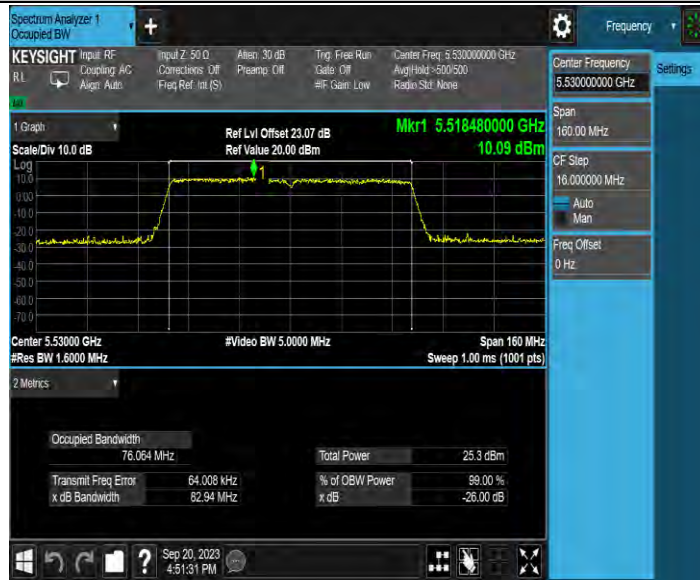 Spectrum Analyzer 1
Occupied BW
Frequency
KEYSIGHT Input: RF
Coupling: AC
Align: Auto
RL
Input Z: 50 Ω
Corrections: Off
Freq Ref: Int (S)
Atten: 30 dB
Preamp: Off
Trig: Free Run
Gate: Off
#IF Gain: Low
Center Freq: 5.530000000 GHz
Avg|Hold:>500/500
Radio Std: None
Center Frequency
5.530000000 GHz
Settings
Span
160.00 MHz
CF Step
16.000000 MHz
Auto
Man
Freq Offset
0 Hz
1 Graph
Scale/Div 10.0 dB
Ref Lvl Offset 23.07 dB
Ref Value 20.00 dBm
Mkr1 5.518480000 GHz
10.09 dBm
Log
10.0
0.00
-10.0
-20.0
-30.0
-40.0
-50.0
-60.0
-70.0
1
Center 5.53000 GHz
#Res BW 1.6000 MHz
#Video BW 5.0000 MHz
Span 160 MHz
Sweep 1.00 ms (1001 pts)
2 Metrics
Occupied Bandwidth
76.064 MHz
Total Power 25.3 dBm
Transmit Freq Error 64.008 kHz
% of OBW Power 99.00 %
x dB Bandwidth 82.94 MHz
x dB -26.00 dB
Sep 20, 2023
4:51:31 PM